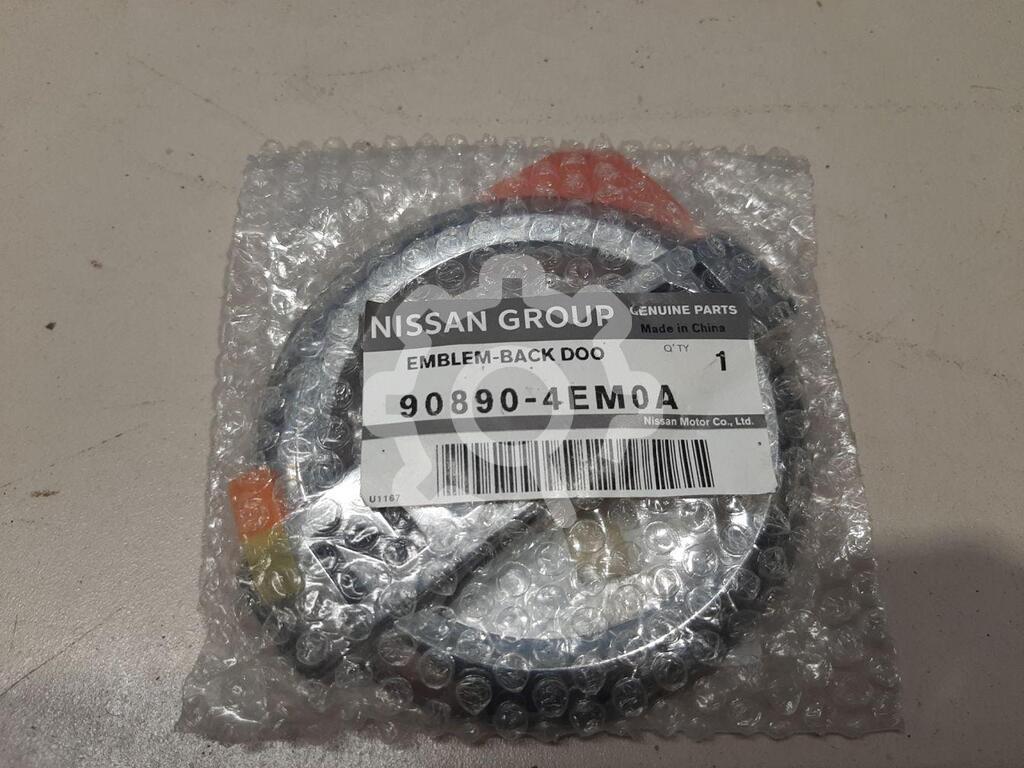 NISSAN GROUP
GENUINE PARTS
Made in China
EMBLEM-BACK DOO
Q'TY
1
90890-4EM0A
Nissan Motor Co., Ltd.
U1167